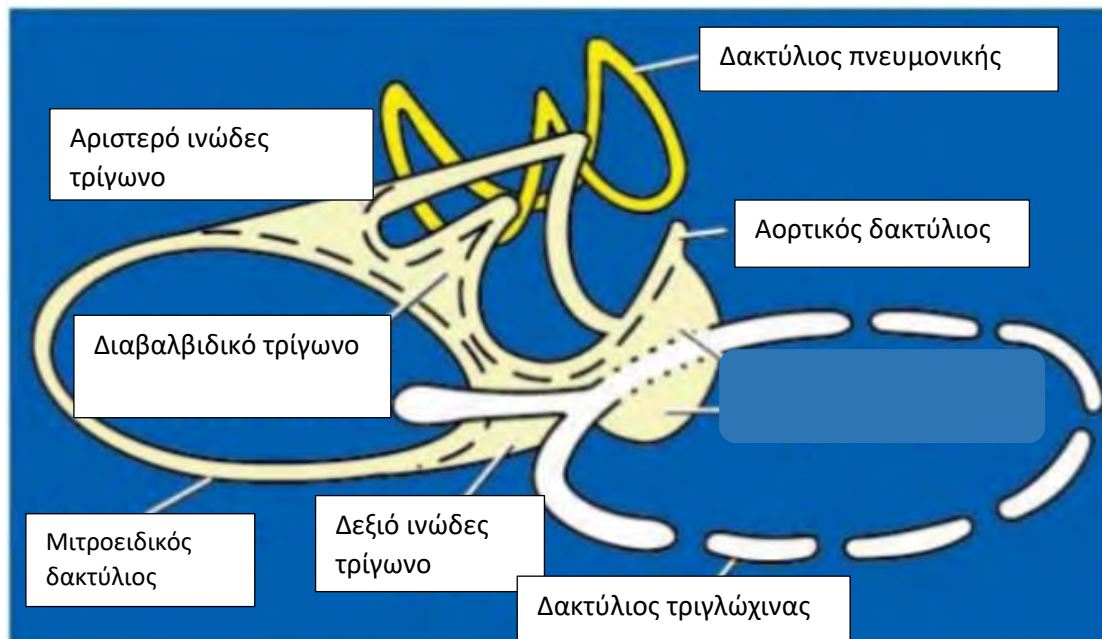 Δακτύλιος πνευμονικής
Αριστερό ινώδες
τρίγωνο
Αορτικός δακτύλιος
Διαβαλβιδικό τρίγωνο
Μιτροειδικός
δακτύλιος
Δεξιό ινώδες
τρίγωνο
Δακτύλιος τριγλώχινας